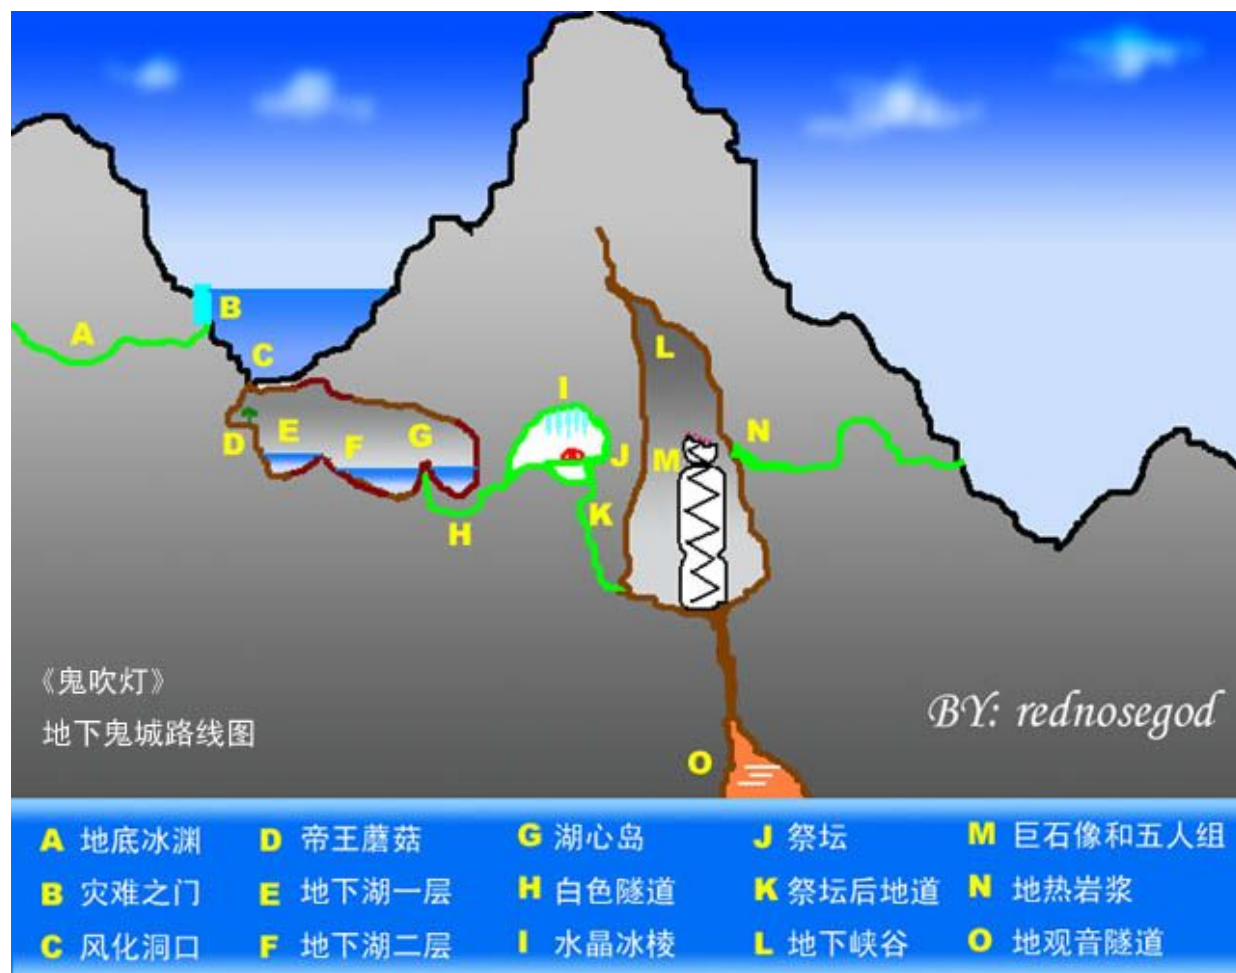 B
A
C
L
I
D
E
F
G
N
J
M
K
H
《鬼吹灯》
地下鬼城路线图
BY: rednosegod
O
A 地底冰渊
D 帝王蘑菇
G 湖心岛
J 祭坛
M 巨石像和五人组
B 灾难之门
E 地下湖一层
H 白色隧道
K 祭坛后地道
N 地热岩浆
C 风化洞口
F 地下湖二层
I 水晶冰棱
L 地下峡谷
O 地观音隧道